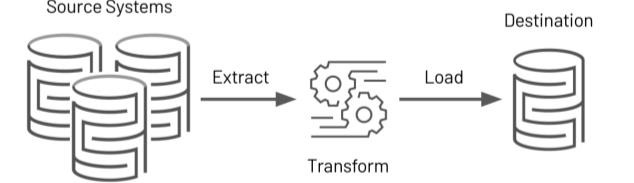 Source Systems
Destination
Extract
Load
Transform